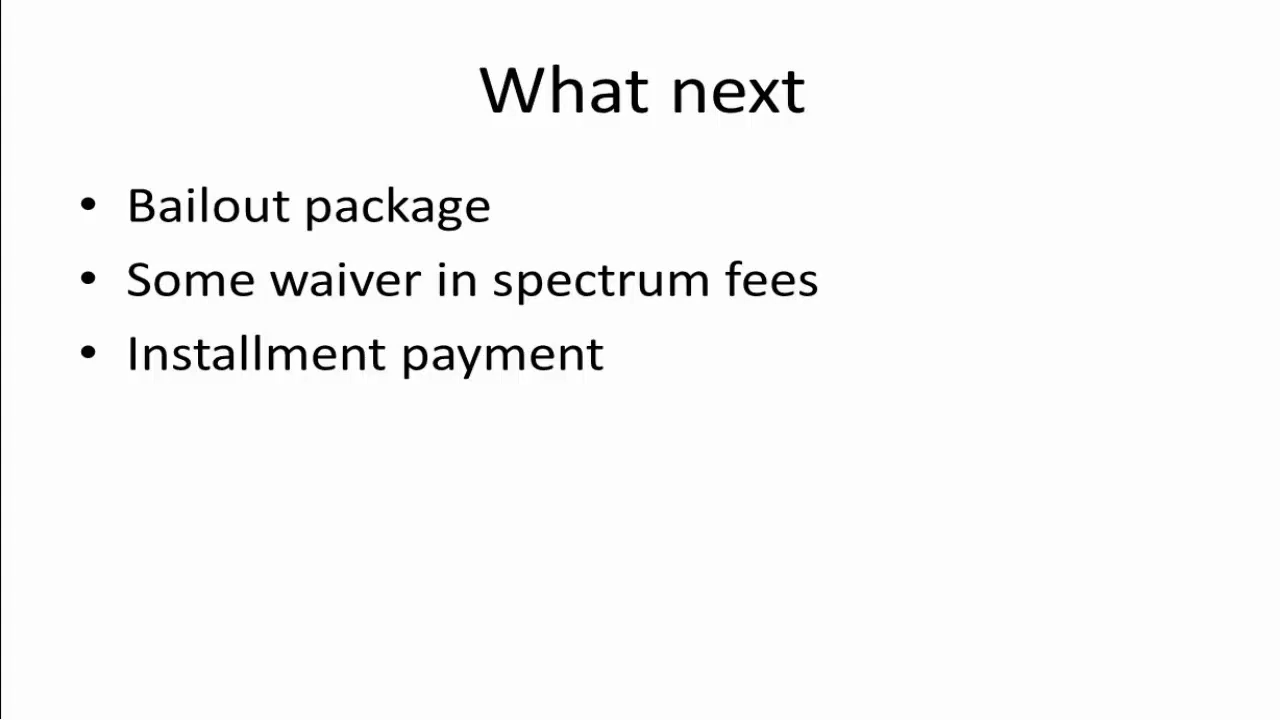 What next
• Bailout package
• Some waiver in spectrum fees
• Installment payment